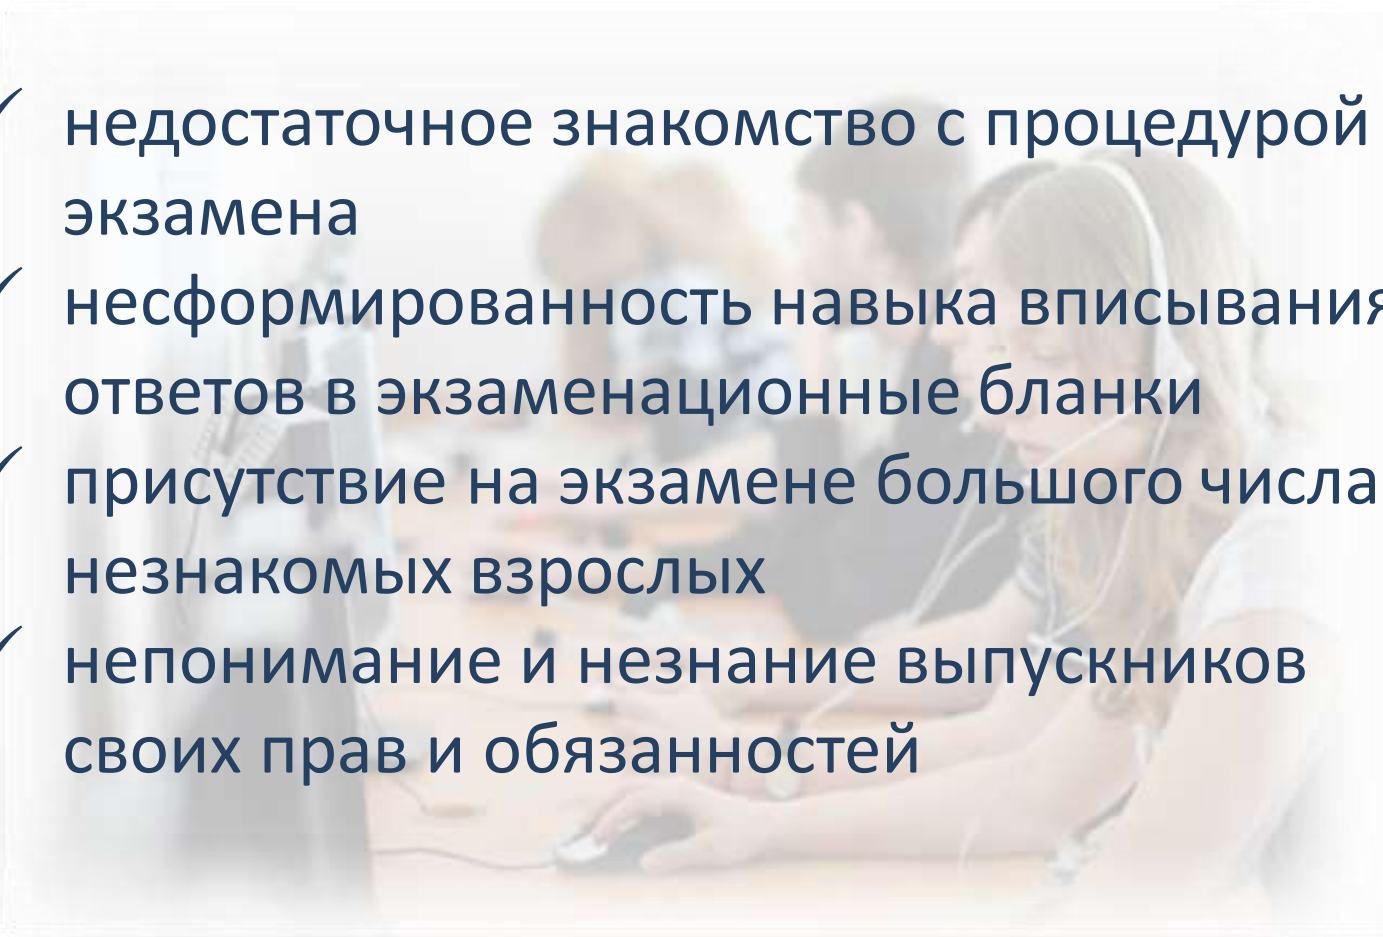 ✓ недостаточное знакомство с процедурой
экзамена
✓ несформированность навыка вписывания
ответов в экзаменационные бланки
✓ присутствие на экзамене большого числа
незнакомых взрослых
✓ непонимание и незнание выпускников
своих прав и обязанностей